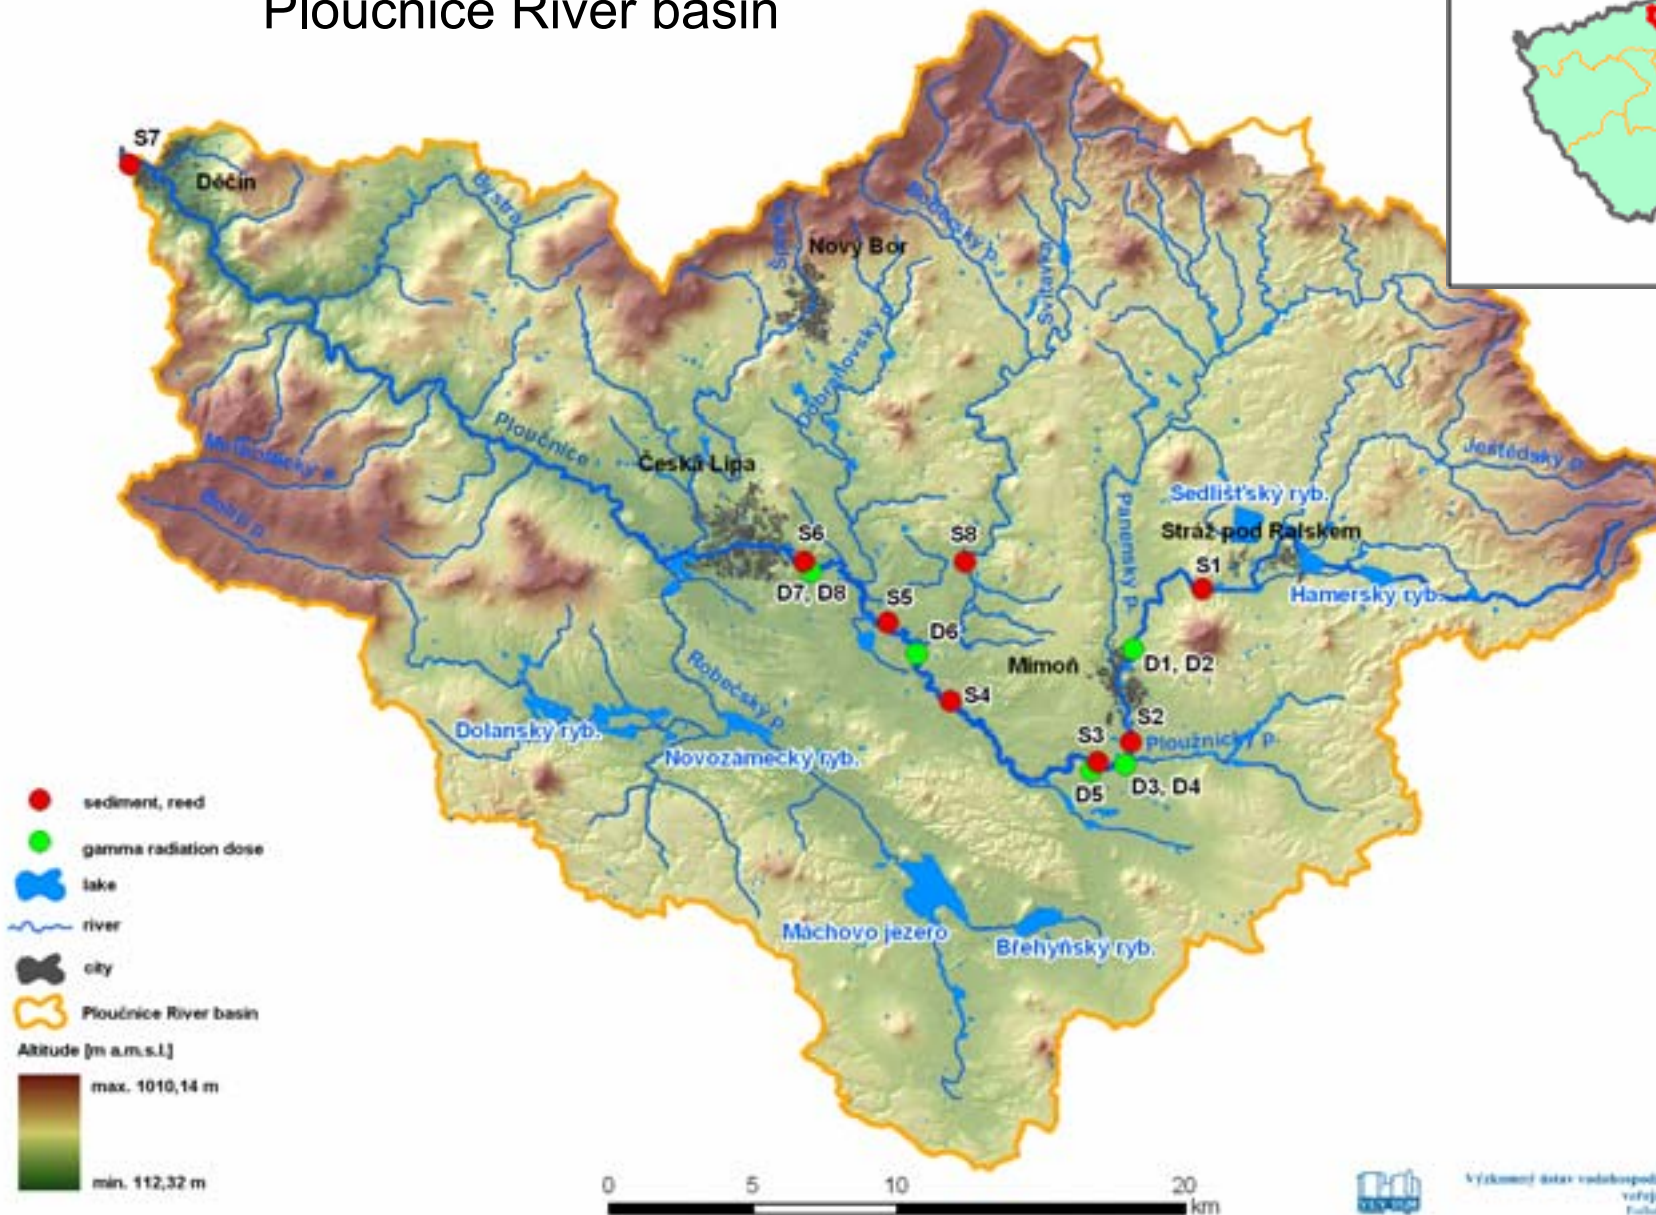 Ploučnice River basin
S7
Děčín
Bystrá
Šporka
Nový Bor
Dobranovský p.
Svitavka
Ploučnice
Česká Lípa
Panenský p.
Ještědský p.
Sedlišťský ryb.
Stráž pod Ralskem
Hamerský ryb.
S6
D7, D8
S8
S5
D6
S1
Mimoň
D1, D2
S4
S2
S3
Ploužnický p.
D5
D3, D4
Robečský p.
Dolanský ryb.
Novozámecký ryb.
Máchovo jezero
Břehyňský ryb.
sediment, reed
gamma radiation dose
lake
river
city
Ploučnice River basin
Altitude [m a.m.s.l.]
max. 1010,14 m
min. 112,32 m
0 5 10 20
km